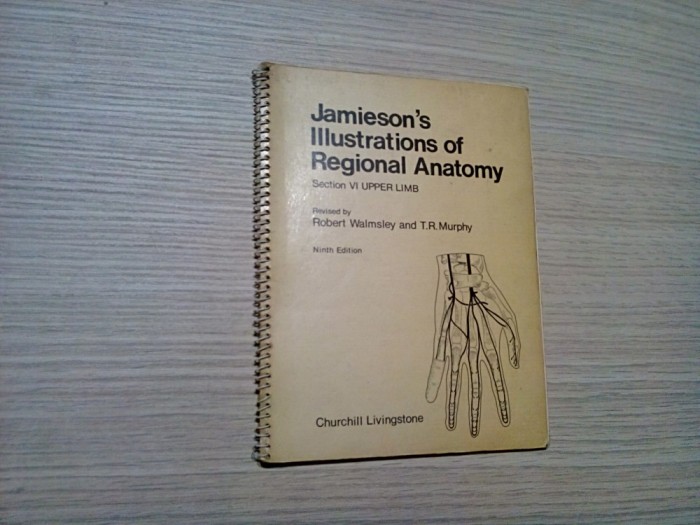 Jamieson's
Illustrations of
Regional Anatomy
Section VI UPPER LIMB
Revised by
Robert Walmsley and T.R.Murphy
Ninth Edition
Churchill Livingstone